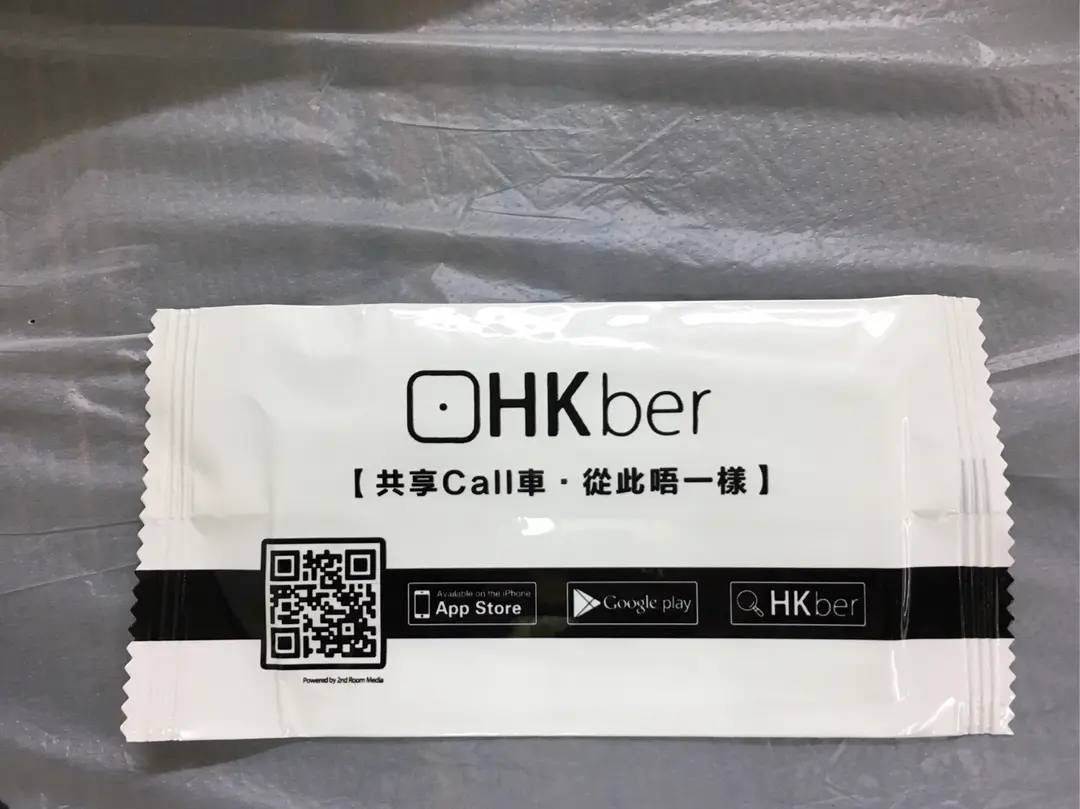 HKber
【共享Call車·從此唔一樣】
Available on the iPhone
App Store
Google play
HKber
Powered by 2nd Room Media